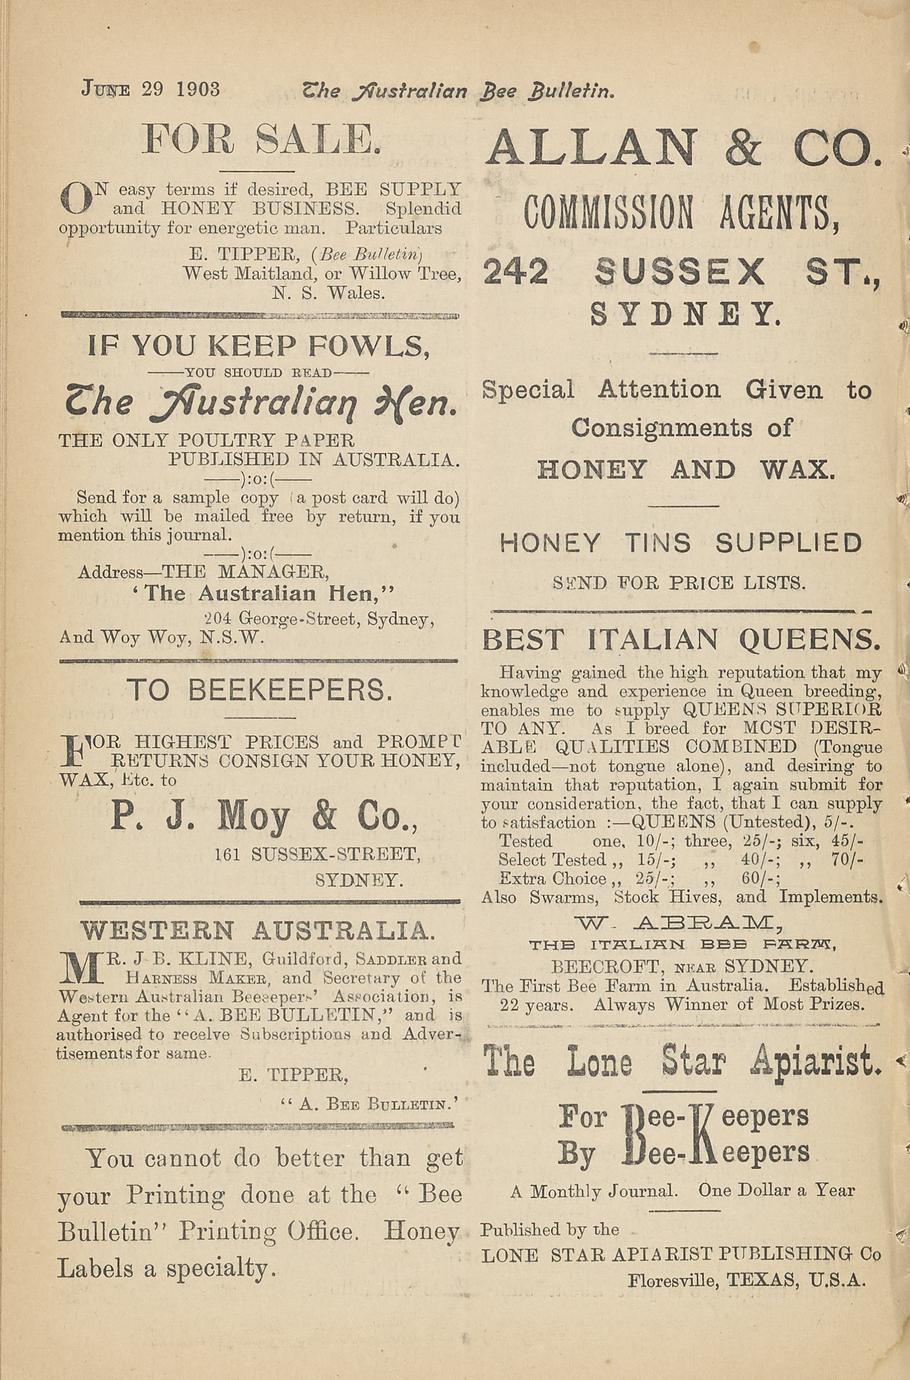 JUNE 29 1903 The Australian Bee Bulletin.
FOR SALE.
ON easy terms if desired, BEE SUPPLY
and HONEY BUSINESS. Splendid
opportunity for energetic man. Particulars
E. TIPPER, (Bee Bulletin)
West Maitland, or Willow Tree,
N. S. Wales.
IF YOU KEEP FOWLS,
——YOU SHOULD READ——
The Australian Hen.
THE ONLY POULTRY PAPER
PUBLISHED IN AUSTRALIA.
——):o:(——
Send for a sample copy (a post card will do)
which will be mailed free by return, if you
mention this journal.
——):o:(——
Address—THE MANAGER,
‘The Australian Hen,”
204 George-Street, Sydney,
And Woy Woy, N.S.W.
TO BEEKEEPERS.
FOR HIGHEST PRICES and PROMPT
RETURNS CONSIGN YOUR HONEY,
WAX, Etc. to
P. J. Moy & Co.,
161 SUSSEX-STREET,
SYDNEY.
WESTERN AUSTRALIA.
MR. J B. KLINE, Guildford, SADDLER and
HARNESS MAKER, and Secretary of the
Western Australian Beekeepers’ Association, is
Agent for the “A. BEE BULLETIN,” and is
authorised to receive Subscriptions and Adver-
tisements for same.
E. TIPPER,
“ A. BEE BULLETIN.’
You cannot do better than get
your Printing done at the “ Bee
Bulletin” Printing Office. Honey
Labels a specialty.
ALLAN & CO.
COMMISSION AGENTS,
242 SUSSEX ST.,
SYDNEY.
Special Attention Given to
Consignments of
HONEY AND WAX.
HONEY TINS SUPPLIED
SEND FOR PRICE LISTS.
BEST ITALIAN QUEENS.
Having gained the high reputation that my
knowledge and experience in Queen breeding,
enables me to supply QUEENS SUPERIOR
TO ANY. As I breed for MOST DESIR-
ABLE QUALITIES COMBINED (Tongue
included—not tongue alone), and desiring to
maintain that reputation, I again submit for
your consideration, the fact, that I can supply
to satisfaction :—QUEENS (Untested), 5/-.
Tested one, 10/-; three, 25/-; six, 45/-
Select Tested ,, 15/-; ,, 40/-; ,, 70/-
Extra Choice ,, 25/-; ,, 60/-;
Also Swarms, Stock Hives, and Implements.
W. ABRAM,
THE ITALIAN BEE FARM,
BEECROFT, NEAR SYDNEY.
The First Bee Farm in Australia. Established
22 years. Always Winner of Most Prizes.
The Lone Star Apiarist.
For Bee-Keepers
By Bee-Keepers
A Monthly Journal. One Dollar a Year
Published by the
LONE STAR APIARIST PUBLISHING Co
Floresville, TEXAS, U.S.A.